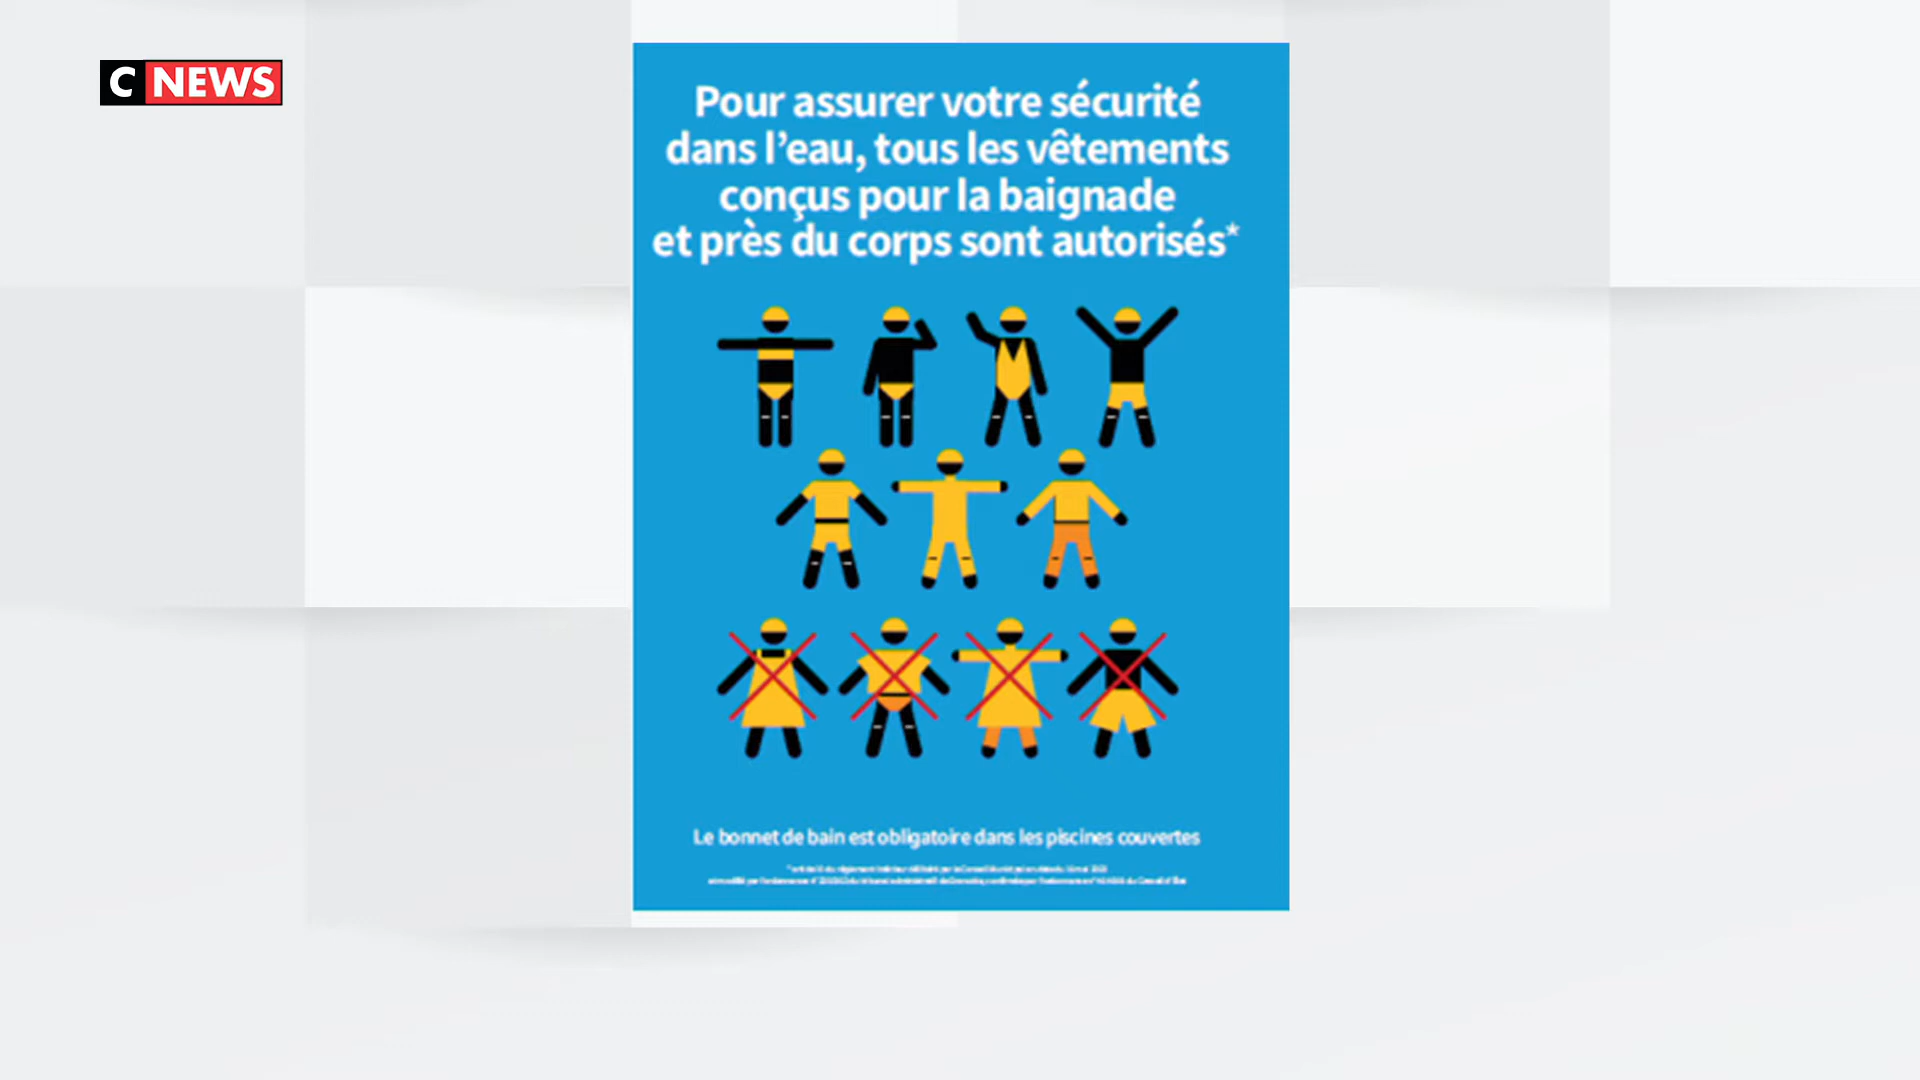 C NEWS
Pour assurer votre sécurité
dans l’eau, tous les vêtements
conçus pour la baignade
et près du corps sont autorisés*
Le bonnet de bain est obligatoire dans les piscines couvertes